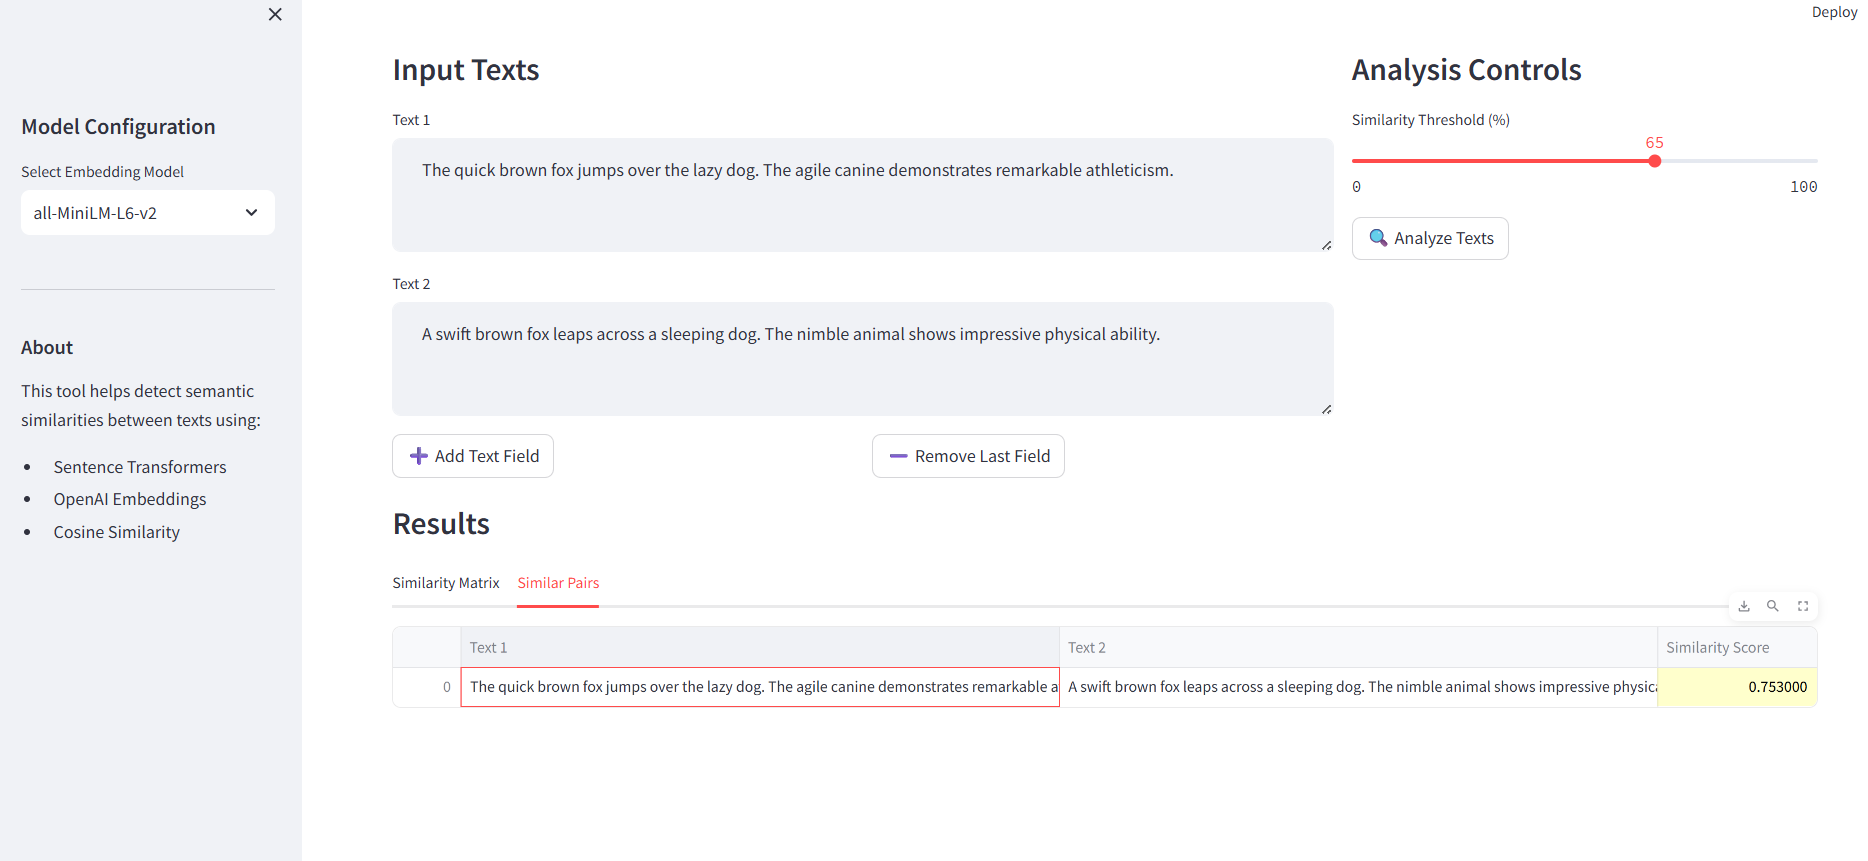 Deploy
Model Configuration
Select Embedding Model
all-MiniLM-L6-v2
About
This tool helps detect semantic
similarities between texts using:
• Sentence Transformers
• OpenAI Embeddings
• Cosine Similarity
Input Texts
Text 1
The quick brown fox jumps over the lazy dog. The agile canine demonstrates remarkable athleticism.
Text 2
A swift brown fox leaps across a sleeping dog. The nimble animal shows impressive physical ability.
Add Text Field
Remove Last Field
Analysis Controls
Similarity Threshold (%)
65
0 100
Analyze Texts
Results
Similarity Matrix Similar Pairs
Text 1 Text 2 Similarity Score
0 The quick brown fox jumps over the lazy dog. The agile canine demonstrates remarkable a A swift brown fox leaps across a sleeping dog. The nimble animal shows impressive physica 0.753000